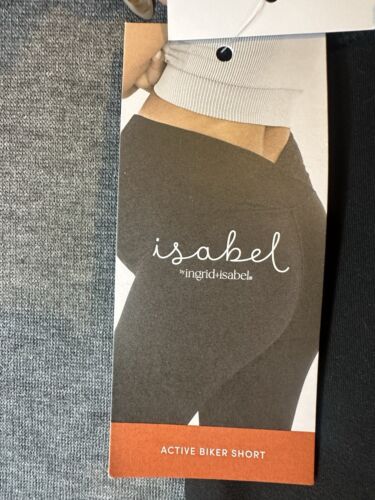 isabel
by ingrid+isabel®
ACTIVE BIKER SHORT